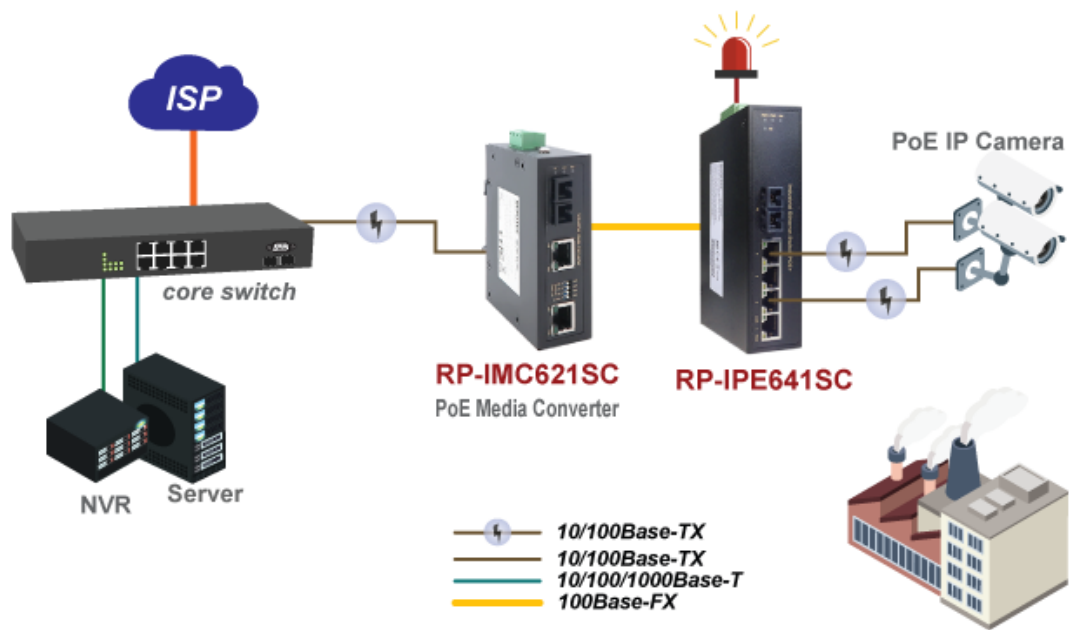 ISP
PoE IP Camera
core switch
RP-IMC621SC
PoE Media Converter
RP-IPE641SC
NVR
Server
10/100Base-TX
10/100Base-TX
10/100/1000Base-T
100Base-FX